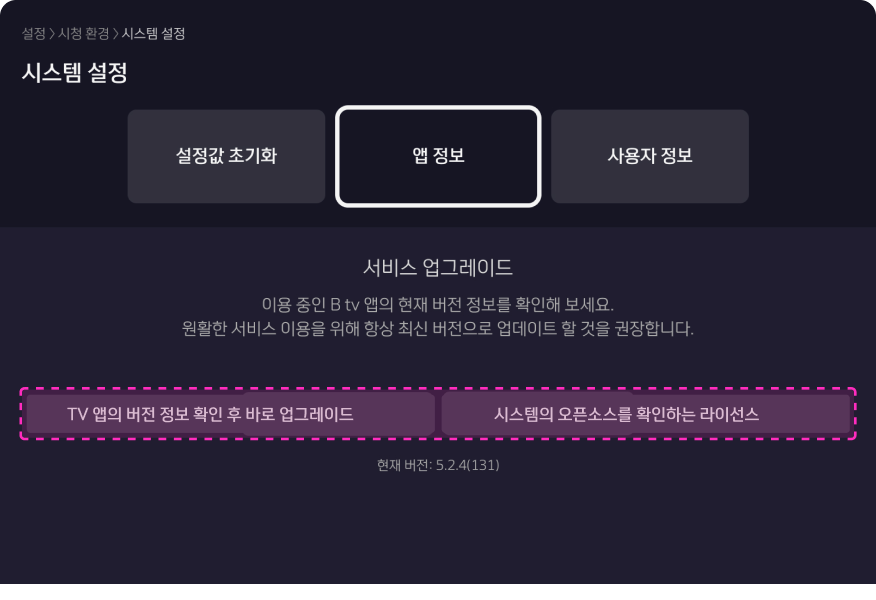 설정 > 시청 환경 > 시스템 설정
시스템 설정
설정값 초기화
앱 정보
사용자 정보
서비스 업그레이드
이용 중인 B tv 앱의 현재 버전 정보를 확인해 보세요.
원활한 서비스 이용을 위해 항상 최신 버전으로 업데이트 할 것을 권장합니다.
TV 앱의 버전 정보 확인 후 바로 업그레이드
시스템의 오픈소스를 확인하는 라이선스
현재 버전: 5.2.4(131)